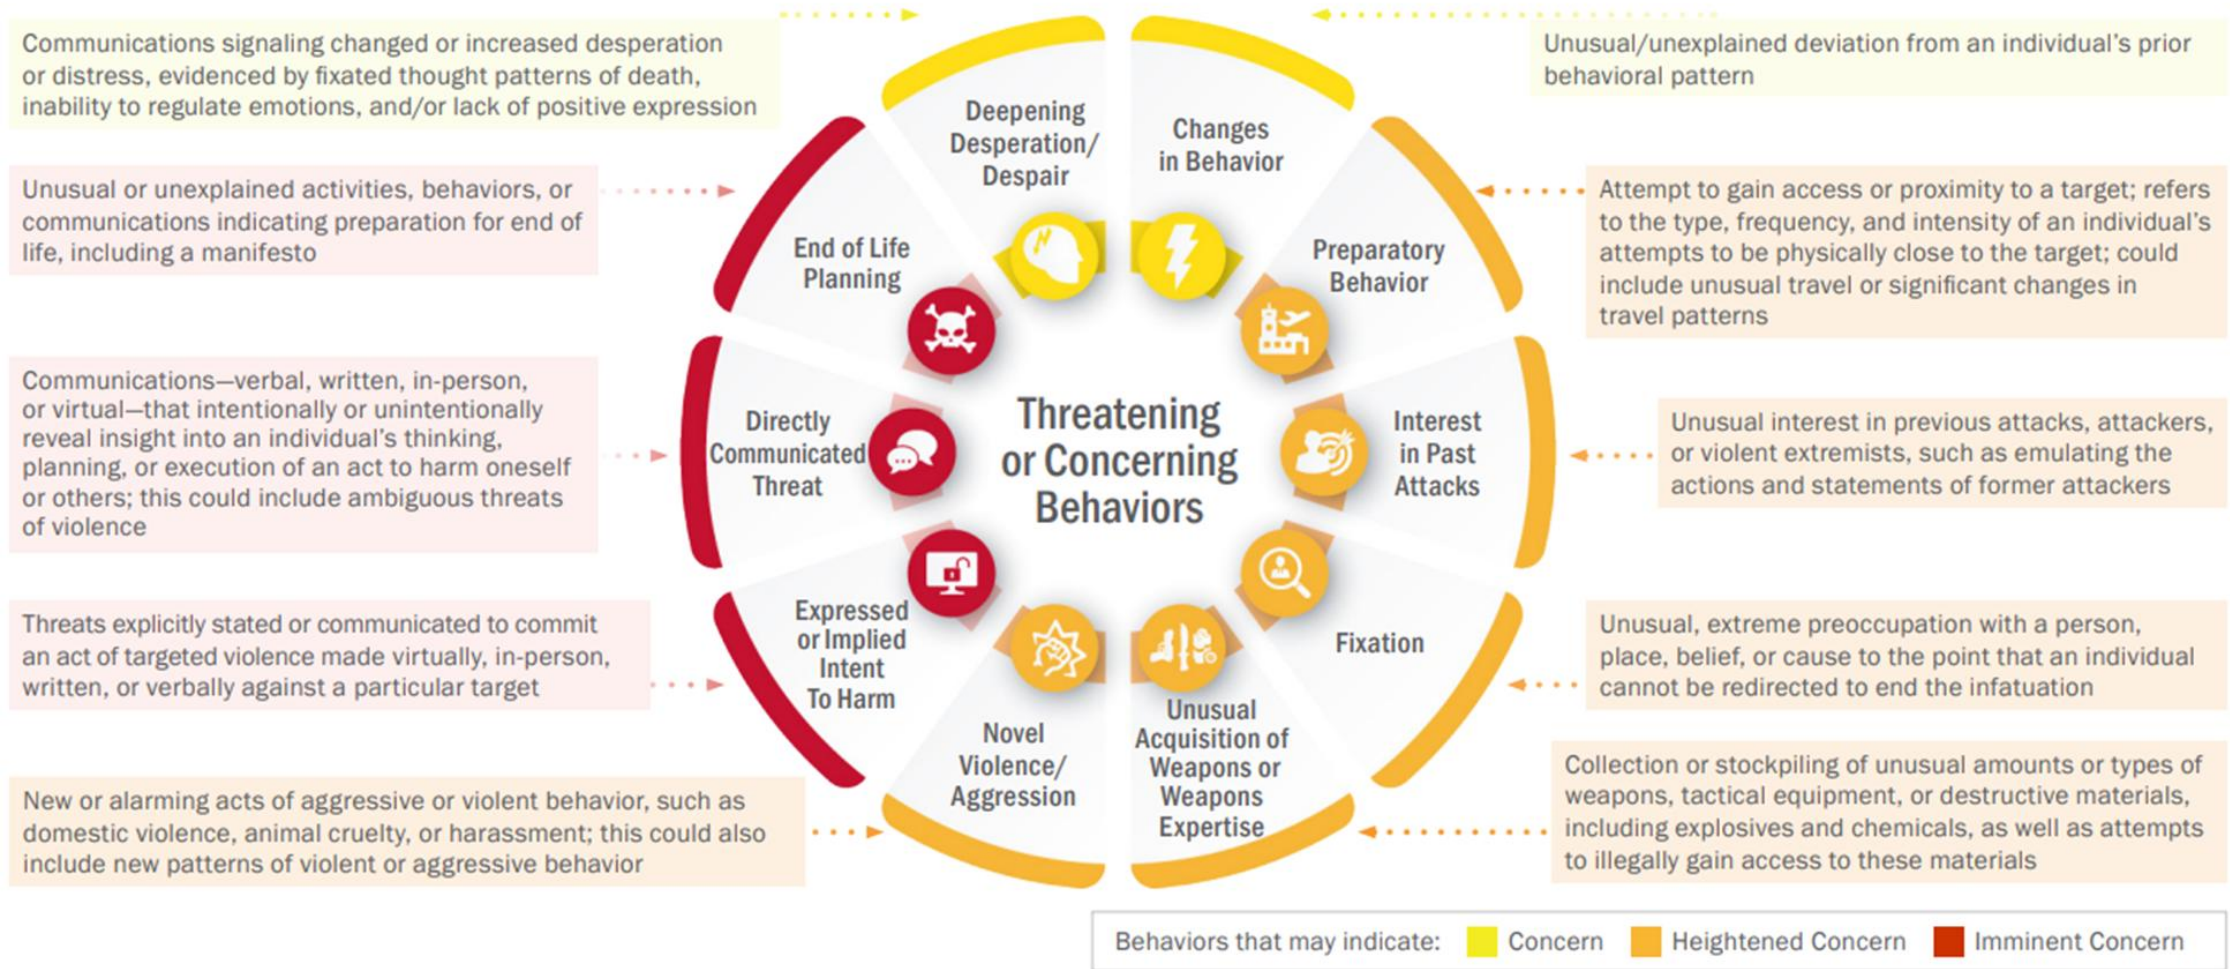 Communications signaling changed or increased desperation
or distress, evidenced by fixated thought patterns of death,
inability to regulate emotions, and/or lack of positive expression
Unusual or unexplained activities, behaviors, or
communications indicating preparation for end of
life, including a manifesto
Communications—verbal, written, in-person,
or virtual—that intentionally or unintentionally
reveal insight into an individual's thinking,
planning, or execution of an act to harm oneself
or others; this could include ambiguous threats
of violence
Threats explicitly stated or communicated to commit
an act of targeted violence made virtually, in-person,
written, or verbally against a particular target
New or alarming acts of aggressive or violent behavior, such as
domestic violence, animal cruelty, or harassment; this could also
include new patterns of violent or aggressive behavior
Deepening
Desperation/
Despair
Changes
in Behavior
End of Life
Planning
Preparatory
Behavior
Directly
Communicated
Threat
Threatening
or Concerning
Behaviors
Interest
in Past
Attacks
Expressed
or Implied
Intent
To Harm
Fixation
Novel
Violence/
Aggression
Unusual
Acquisition of
Weapons or
Weapons
Expertise
Unusual/unexplained deviation from an individual's prior
behavioral pattern
Attempt to gain access or proximity to a target; refers
to the type, frequency, and intensity of an individual's
attempts to be physically close to the target; could
include unusual travel or significant changes in
travel patterns
Unusual interest in previous attacks, attackers,
or violent extremists, such as emulating the
actions and statements of former attackers
Unusual, extreme preoccupation with a person,
place, belief, or cause to the point that an individual
cannot be redirected to end the infatuation
Collection or stockpiling of unusual amounts or types of
weapons, tactical equipment, or destructive materials,
including explosives and chemicals, as well as attempts
to illegally gain access to these materials
Behaviors that may indicate: Concern Heightened Concern Imminent Concern